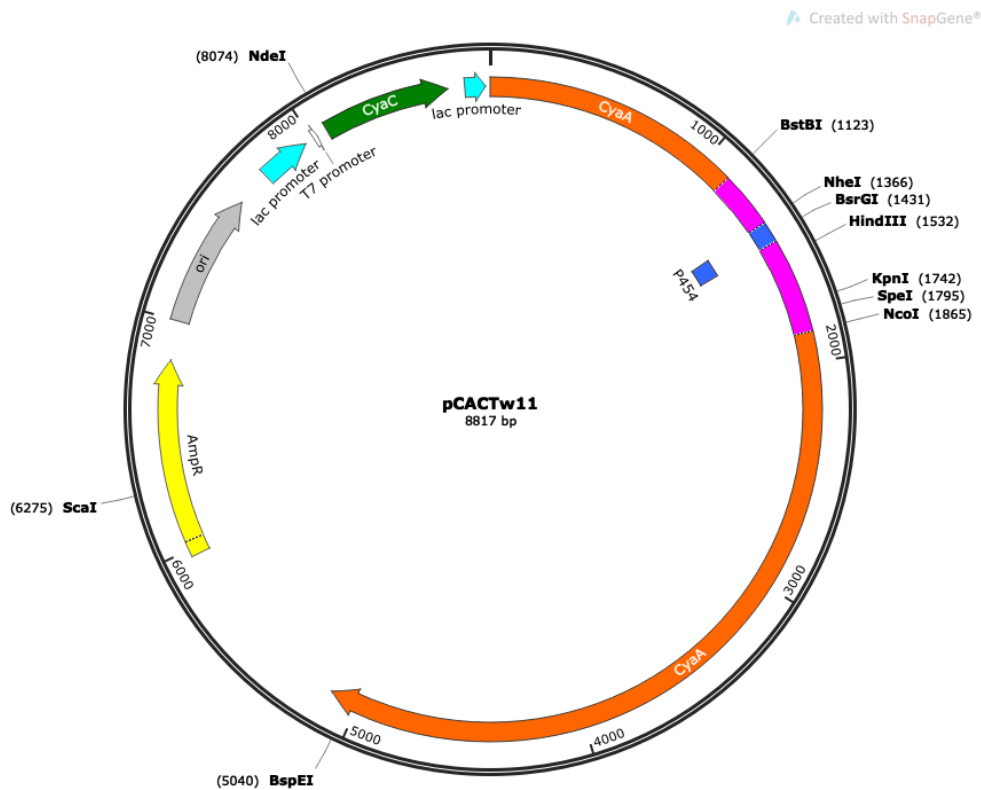 Created with SnapGene®
(8074) NdeI
8000
CyaC
lac promoter
CyaA
1000
BstBI (1123)
NheI (1366)
BsrGI (1431)
HindIII (1532)
KpnI (1742)
SpeI (1795)
NcoI (1865)
2000
lac promoter
T7 promoter
ori
P454
7000
pCACTw11
8817 bp
AmpR
(6275) ScaI
6000
3000
CyaA
4000
5000
(5040) BspEI